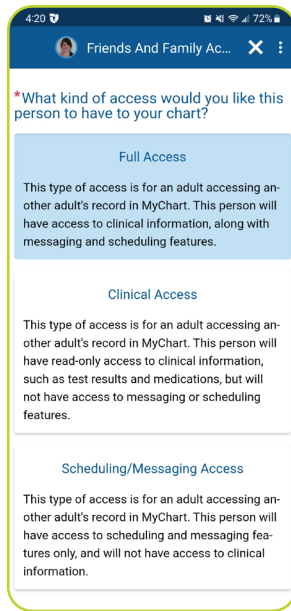 4:20 72%
Friends And Family Ac...
*What kind of access would you like this
person to have to your chart?
Full Access
This type of access is for an adult accessing an-
other adult's record in MyChart. This person will
have access to clinical information, along with
messaging and scheduling features.
Clinical Access
This type of access is for an adult accessing an-
other adult's record in MyChart. This person will
have read-only access to clinical information,
such as test results and medications, but will
not have access to messaging or scheduling
features.
Scheduling/Messaging Access
This type of access is for an adult accessing an-
other adult's record in MyChart. This person will
have access to scheduling and messaging fea-
tures only, and will not have access to clinical
information.